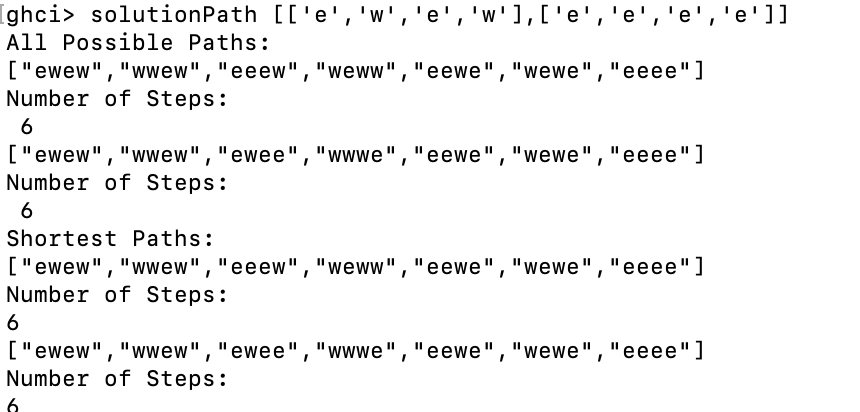 ghci> solutionPath [['e','w','e','w'],['e','e','e','e']]
All Possible Paths:
["ewew","wwew","eeew","weww","eewe","wewe","eeee"]
Number of Steps:
 6
["ewew","wwew","ewee","wwwe","eewe","wewe","eeee"]
Number of Steps:
 6
Shortest Paths:
["ewew","wwew","eeew","weww","eewe","wewe","eeee"]
Number of Steps:
6
["ewew","wwew","ewee","wwwe","eewe","wewe","eeee"]
Number of Steps:
6